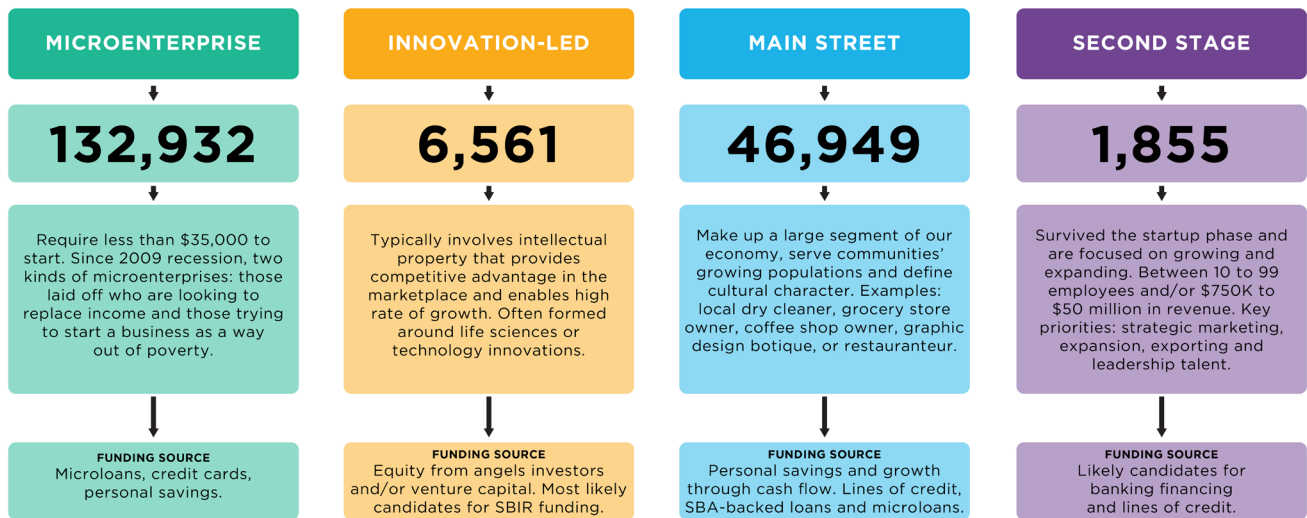 MICROENTERPRISE
132,932
Require less than $35,000 to
start. Since 2009 recession, two
kinds of microenterprises: those
laid off who are looking to
replace income and those trying
to start a business as a way
out of poverty.
FUNDING SOURCE
Microloans, credit cards,
personal savings.
INNOVATION-LED
6,561
Typically involves intellectual
property that provides
competitive advantage in the
marketplace and enables high
rate of growth. Often formed
around life sciences or
technology innovations.
FUNDING SOURCE
Equity from angels investors
and/or venture capital. Most likely
candidates for SBIR funding.
MAIN STREET
46,949
Make up a large segment of our
economy, serve communities’
growing populations and define
cultural character. Examples:
local dry cleaner, grocery store
owner, coffee shop owner, graphic
design botique, or restauranteur.
FUNDING SOURCE
Personal savings and growth
through cash flow. Lines of credit,
SBA-backed loans and microloans.
SECOND STAGE
1,855
Survived the startup phase and
are focused on growing and
expanding. Between 10 to 99
employees and/or $750K to
$50 million in revenue. Key
priorities: strategic marketing,
expansion, exporting and
leadership talent.
FUNDING SOURCE
Likely candidates for
banking financing
and lines of credit.